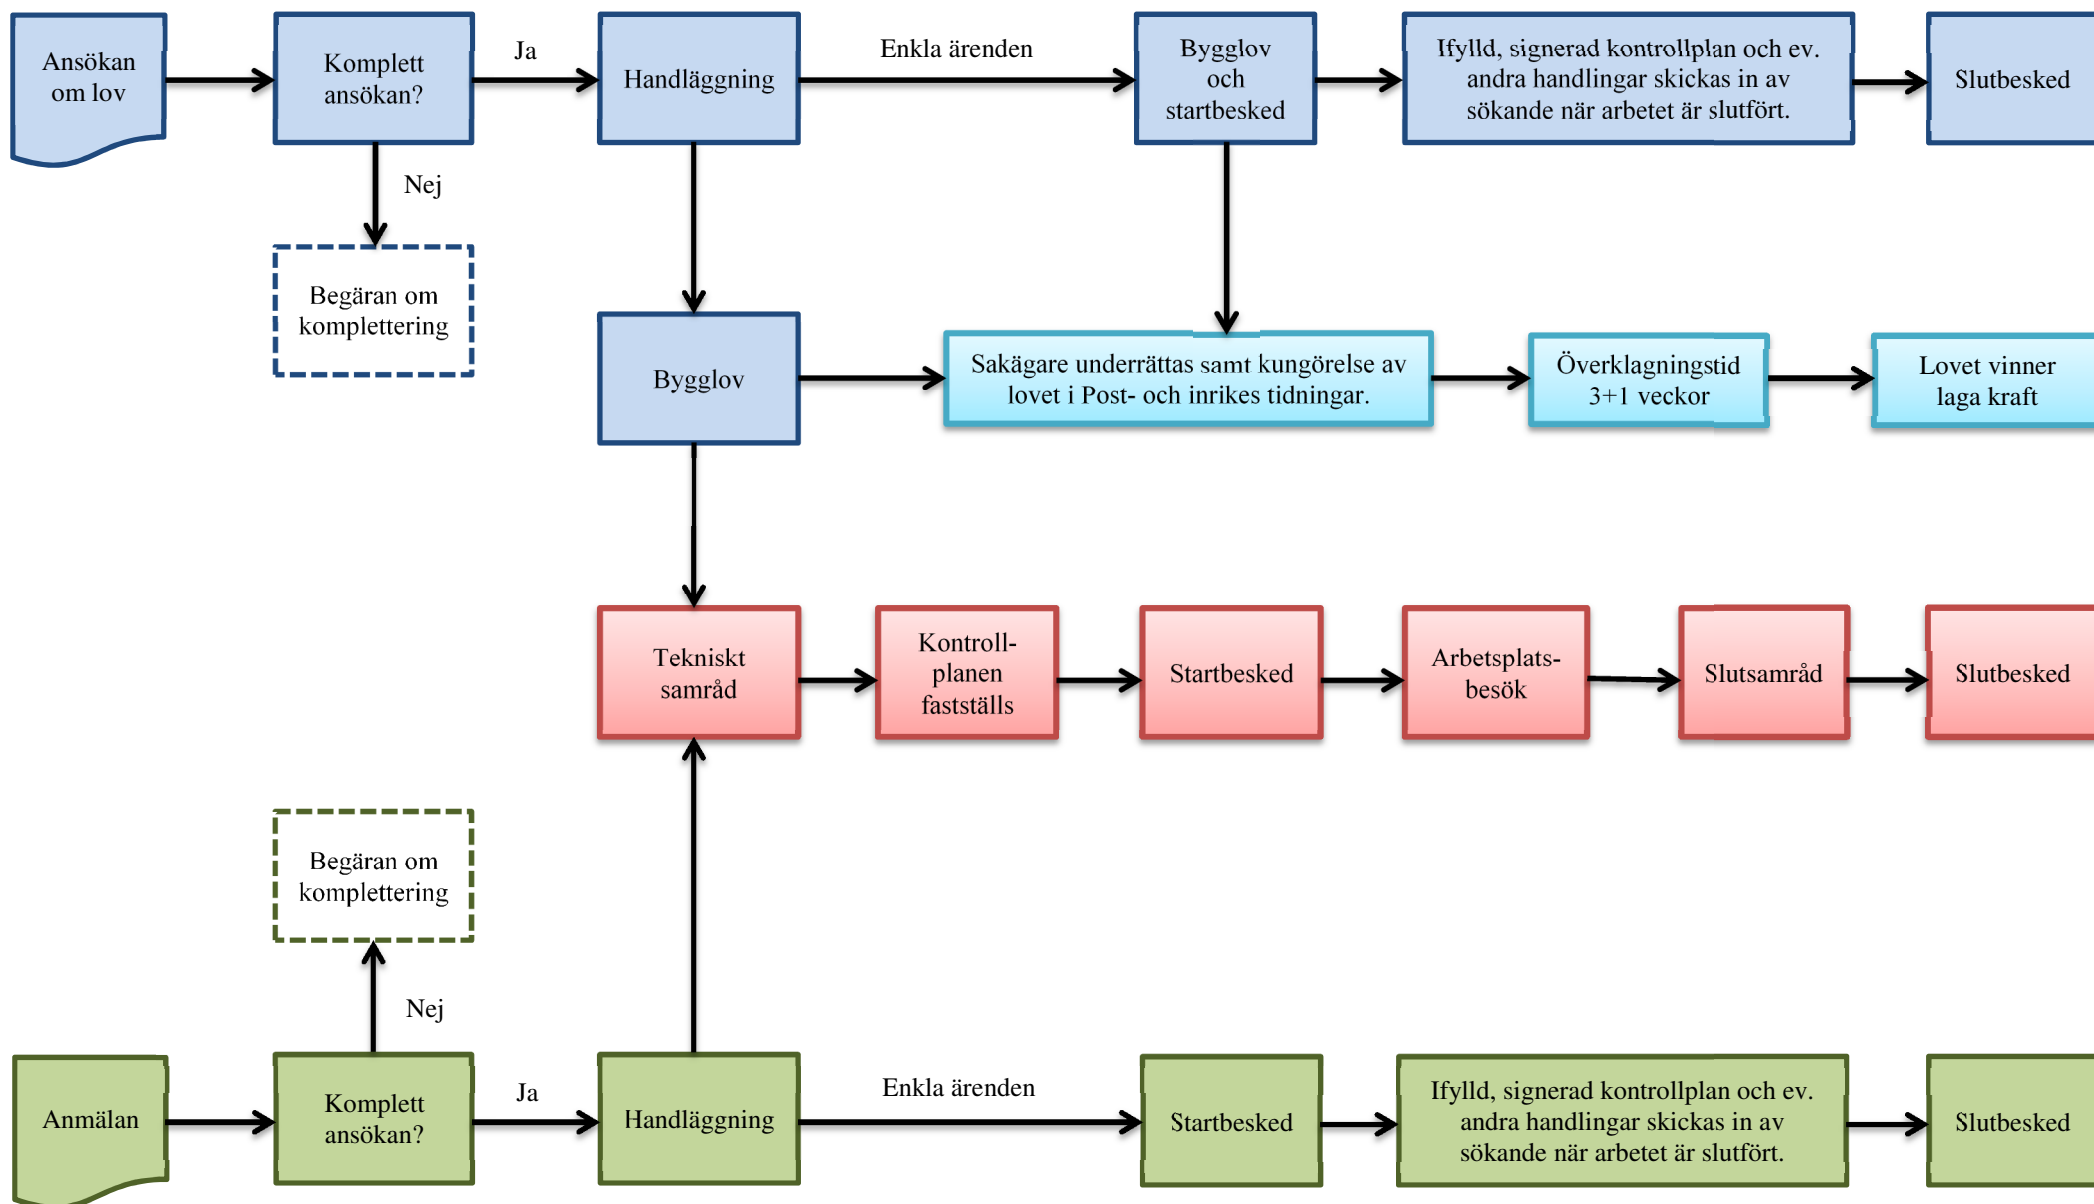 Ansökan
om lov
Komplett
ansökan?
Ja
Handläggning
Enkla ärenden
Bygglov
och
startbesked
Ifylld, signerad kontrollplan och ev.
andra handlingar skickas in av
sökande när arbetet är slutfört.
Slutbesked
Nej
Begäran om
komplettering
Bygglov
Sakägare underrättas samt kungörelse av
lovet i Post- och inrikes tidningar.
Överklagningstid
3+1 veckor
Lovet vinner
laga kraft
Tekniskt
samråd
Kontroll-
planen
fastställs
Startbesked
Arbetsplats-
besök
Slutsamråd
Slutbesked
Begäran om
komplettering
Nej
Anmälan
Komplett
ansökan?
Ja
Handläggning
Enkla ärenden
Startbesked
Ifylld, signerad kontrollplan och ev.
andra handlingar skickas in av
sökande när arbetet är slutfört.
Slutbesked